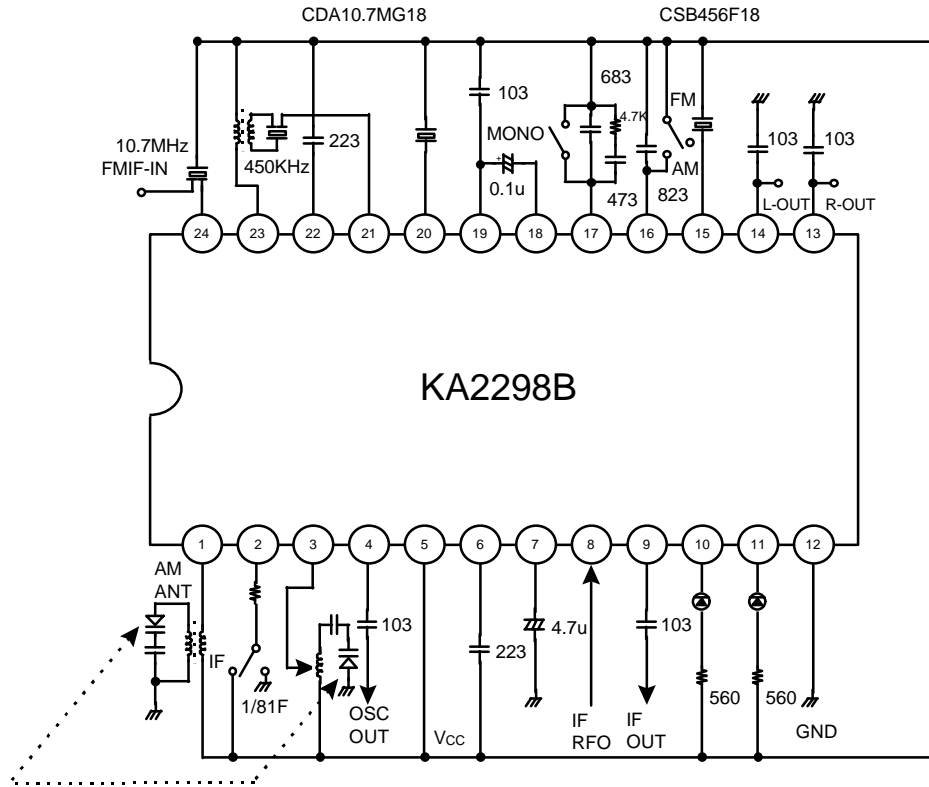 CDA10.7MG18
CSB456F18
103
683
4.7K
FM
MONO
223
103
103
10.7MHz
FMIF-IN
450KHz
+
0.1u
473
823
AM
L-OUT
R-OUT
24
23
22
21
20
19
18
17
16
15
14
13
KA2298B
1
2
3
4
5
6
7
8
9
10
11
12
AM
ANT
IF
1/81F
103
OSC
OUT
Vcc
223
4.7u
IF
RFO
103
IF
OUT
560
560
GND